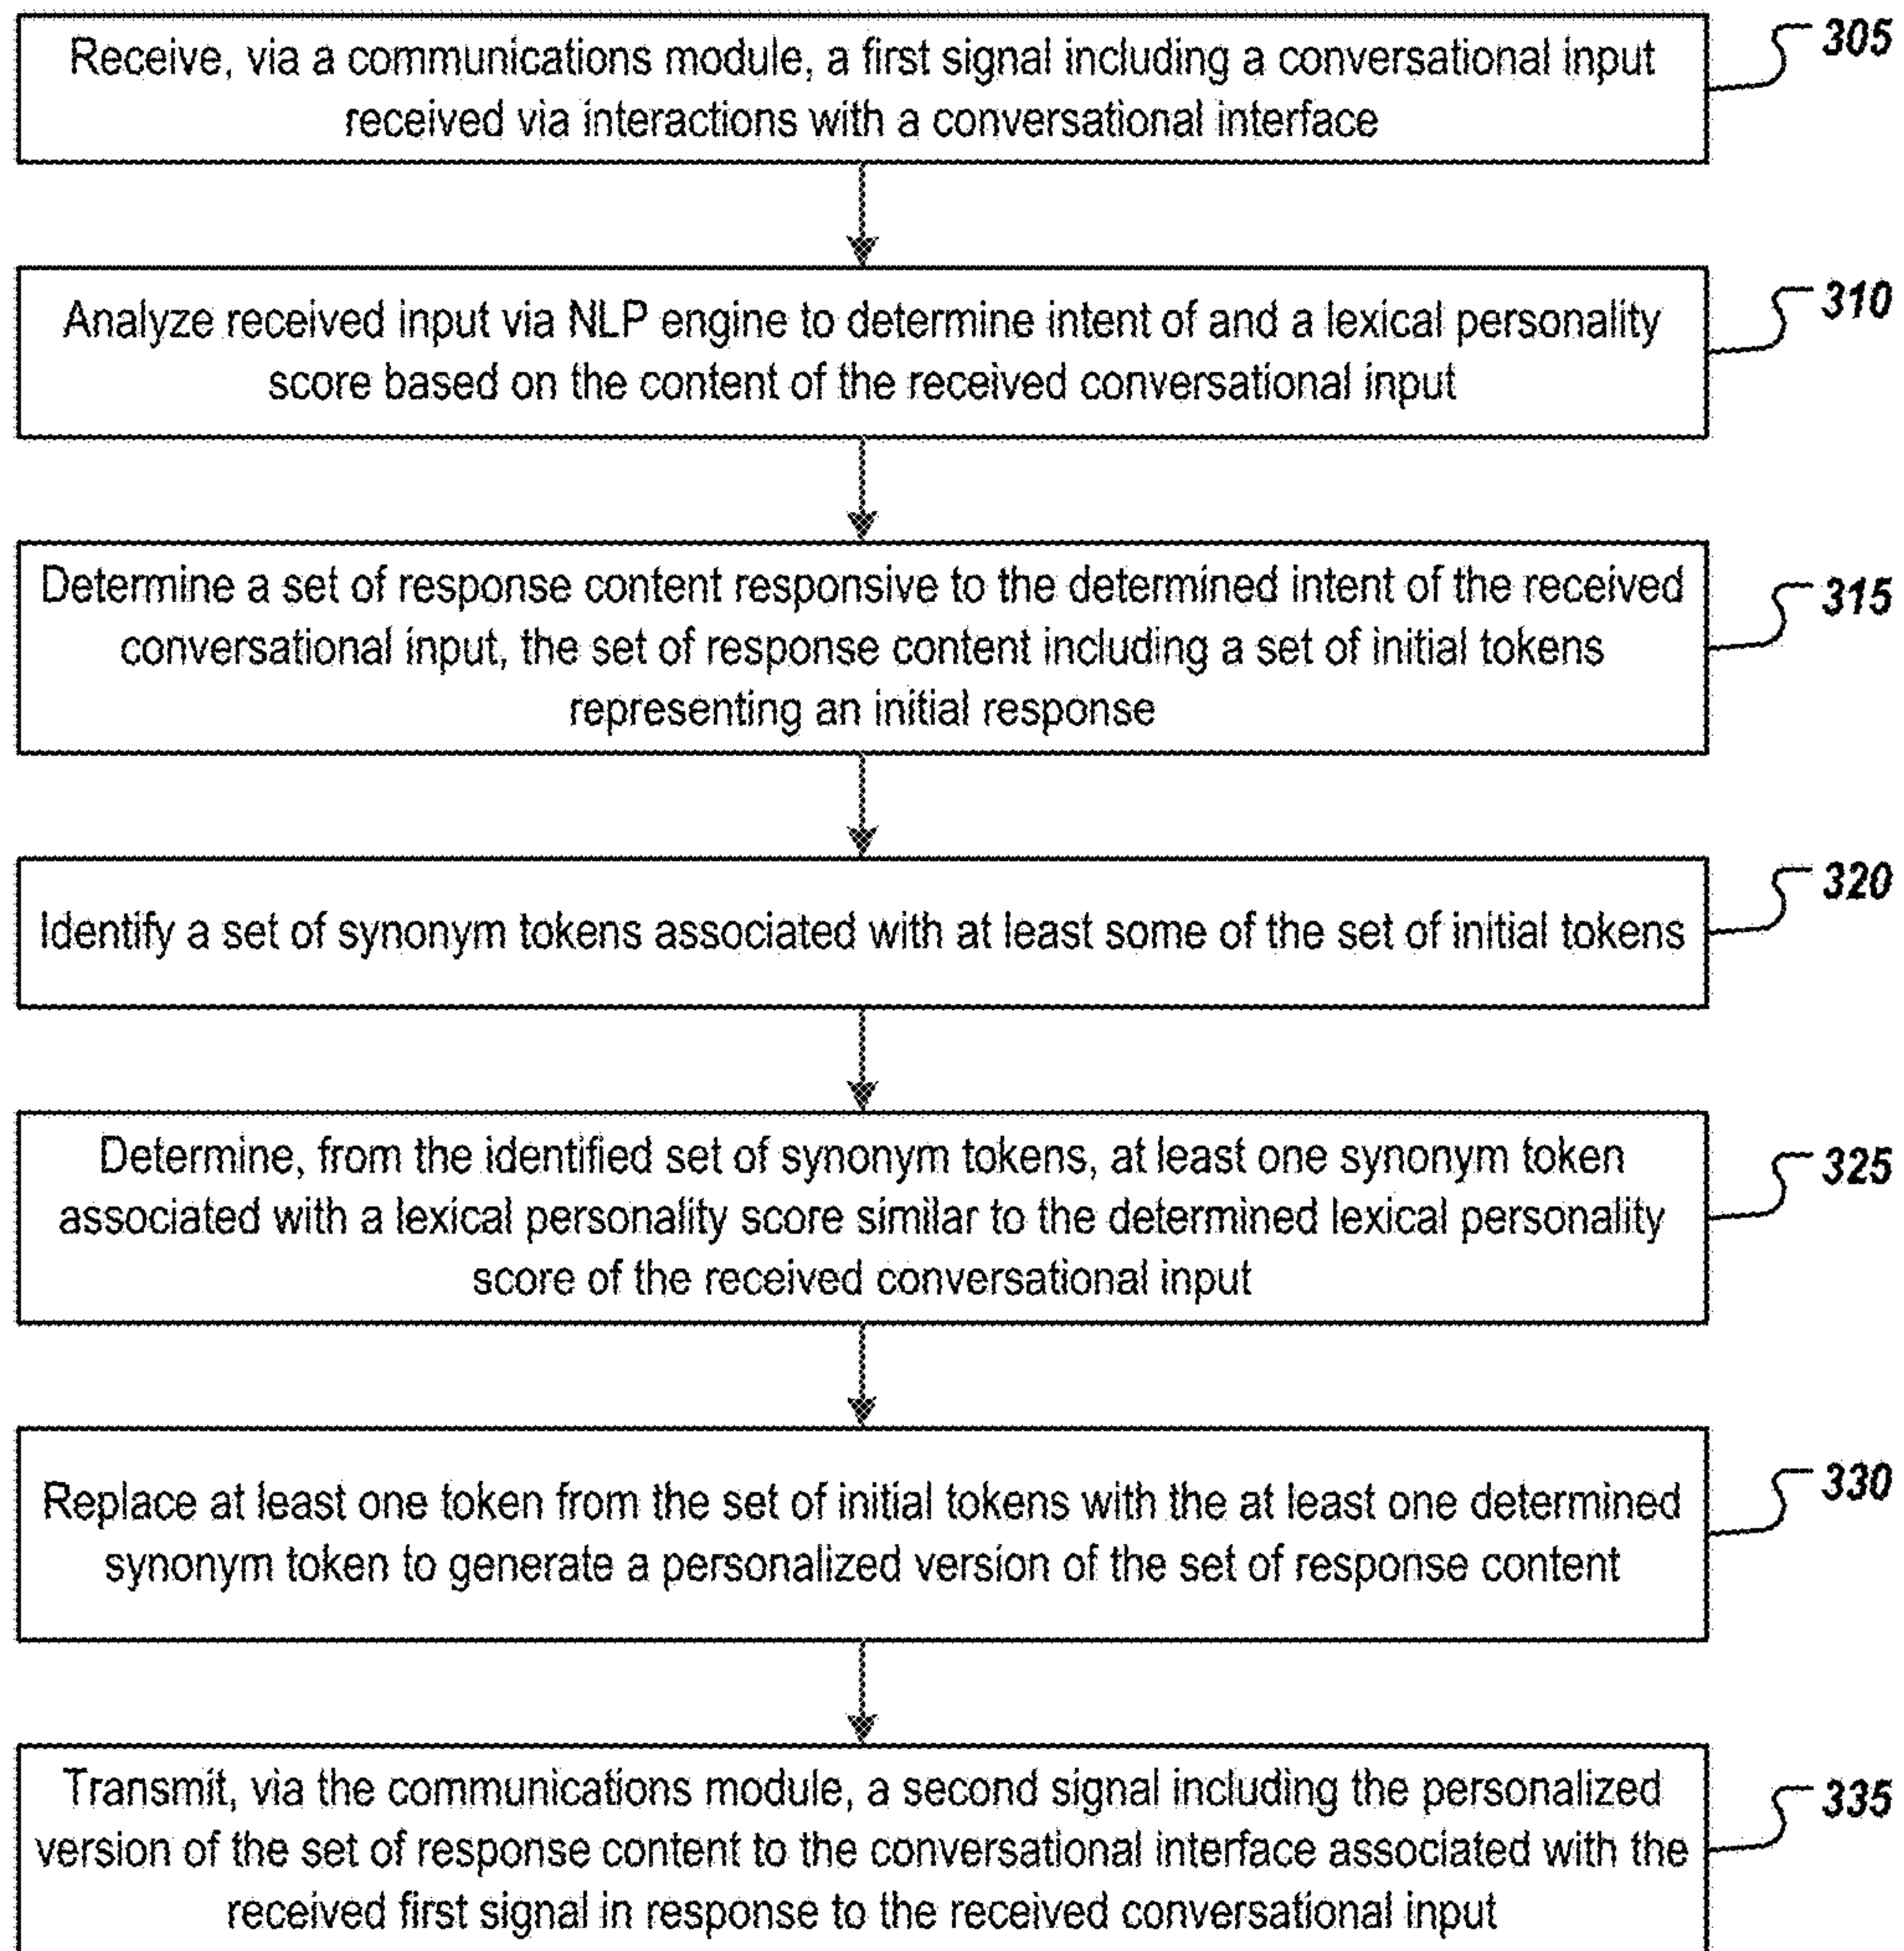 Receive, via a communications module, a first signal including a conversational input
received via interactions with a conversational interface
305
Analyze received input via NLP engine to determine intent of and a lexical personality
score based on the content of the received conversational input
310
Determine a set of response content responsive to the determined intent of the received
conversational input, the set of response content including a set of initial tokens
representing an initial response
315
Identify a set of synonym tokens associated with at least some of the set of initial tokens
320
Determine, from the identified set of synonym tokens, at least one synonym token
associated with a lexical personality score similar to the determined lexical personality
score of the received conversational input
325
Replace at least one token from the set of initial tokens with the at least one determined
synonym token to generate a personalized version of the set of response content
330
Transmit, via the communications module, a second signal including the personalized
version of the set of response content to the conversational interface associated with the
received first signal in response to the received conversational input
335